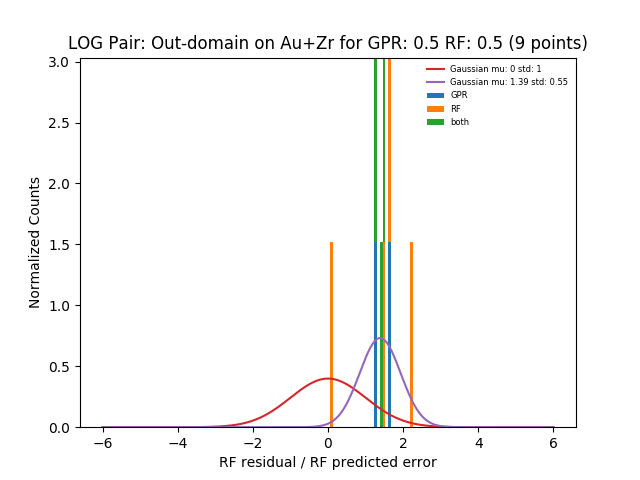 LOG Pair: Out-domain on Au+Zr for GPR: 0.5 RF: 0.5 (9 points)
Gaussian mu: 0 std: 1
Gaussian mu: 1.39 std: 0.55
GPR
RF
both
3.0
2.5
2.0
1.5
1.0
0.5
0.0
Normalized Counts
−6
−4
−2
0
2
4
6
RF residual / RF predicted error